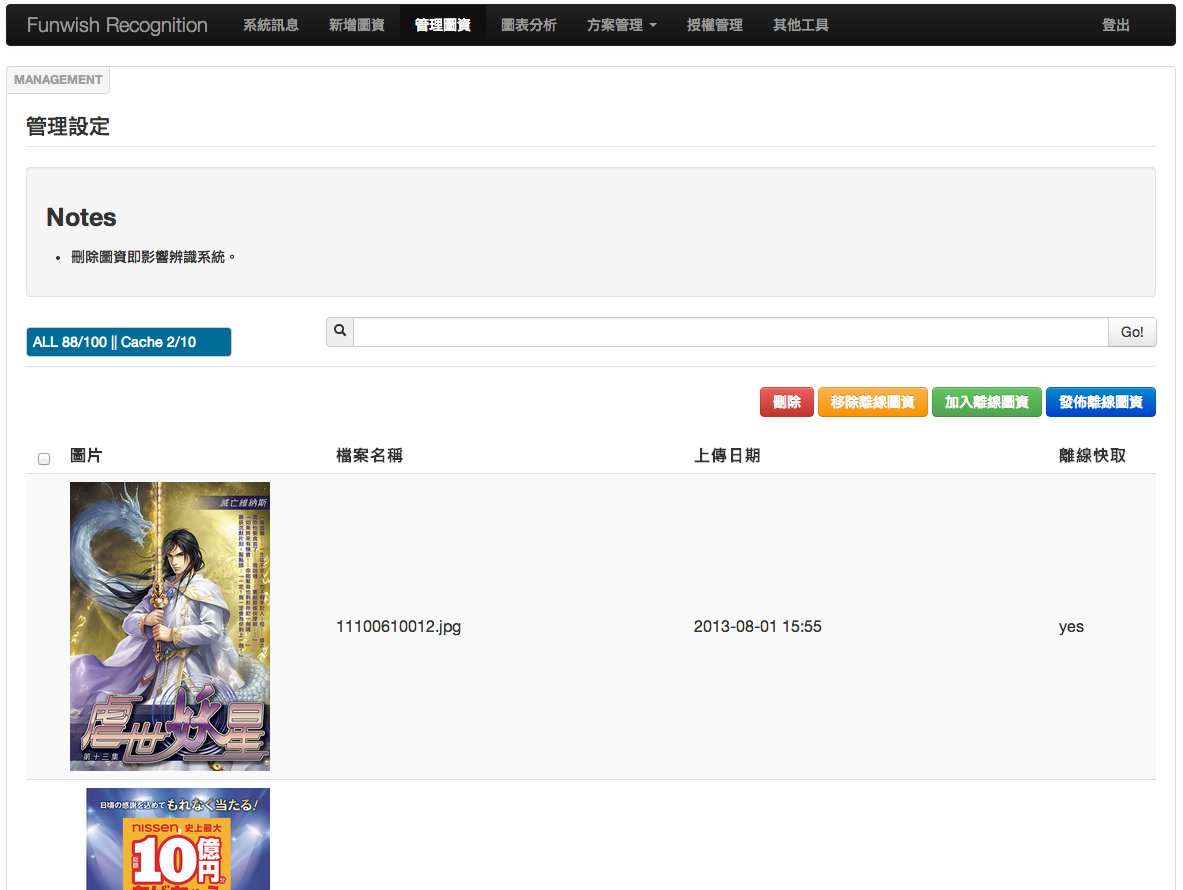 Funwish Recognition 系統訊息 新增圖資 管理圖資 圖表分析 方案管理 授權管理 其他工具 登出
MANAGEMENT
管理設定
Notes
刪除圖資即影響辨識系統。
ALL 88/100 || Cache 2/10
Go!
刪除 移除離線圖資 加入離線圖資 發佈離線圖資
圖片 檔案名稱 上傳日期 離線快取
滅亡維納斯
虐世妖星
第十三集
11100610012.jpg 2013-08-01 15:55 yes
日頃の感謝を込めてもれなく当たる!
nissen 史上最大
総額
10億円分